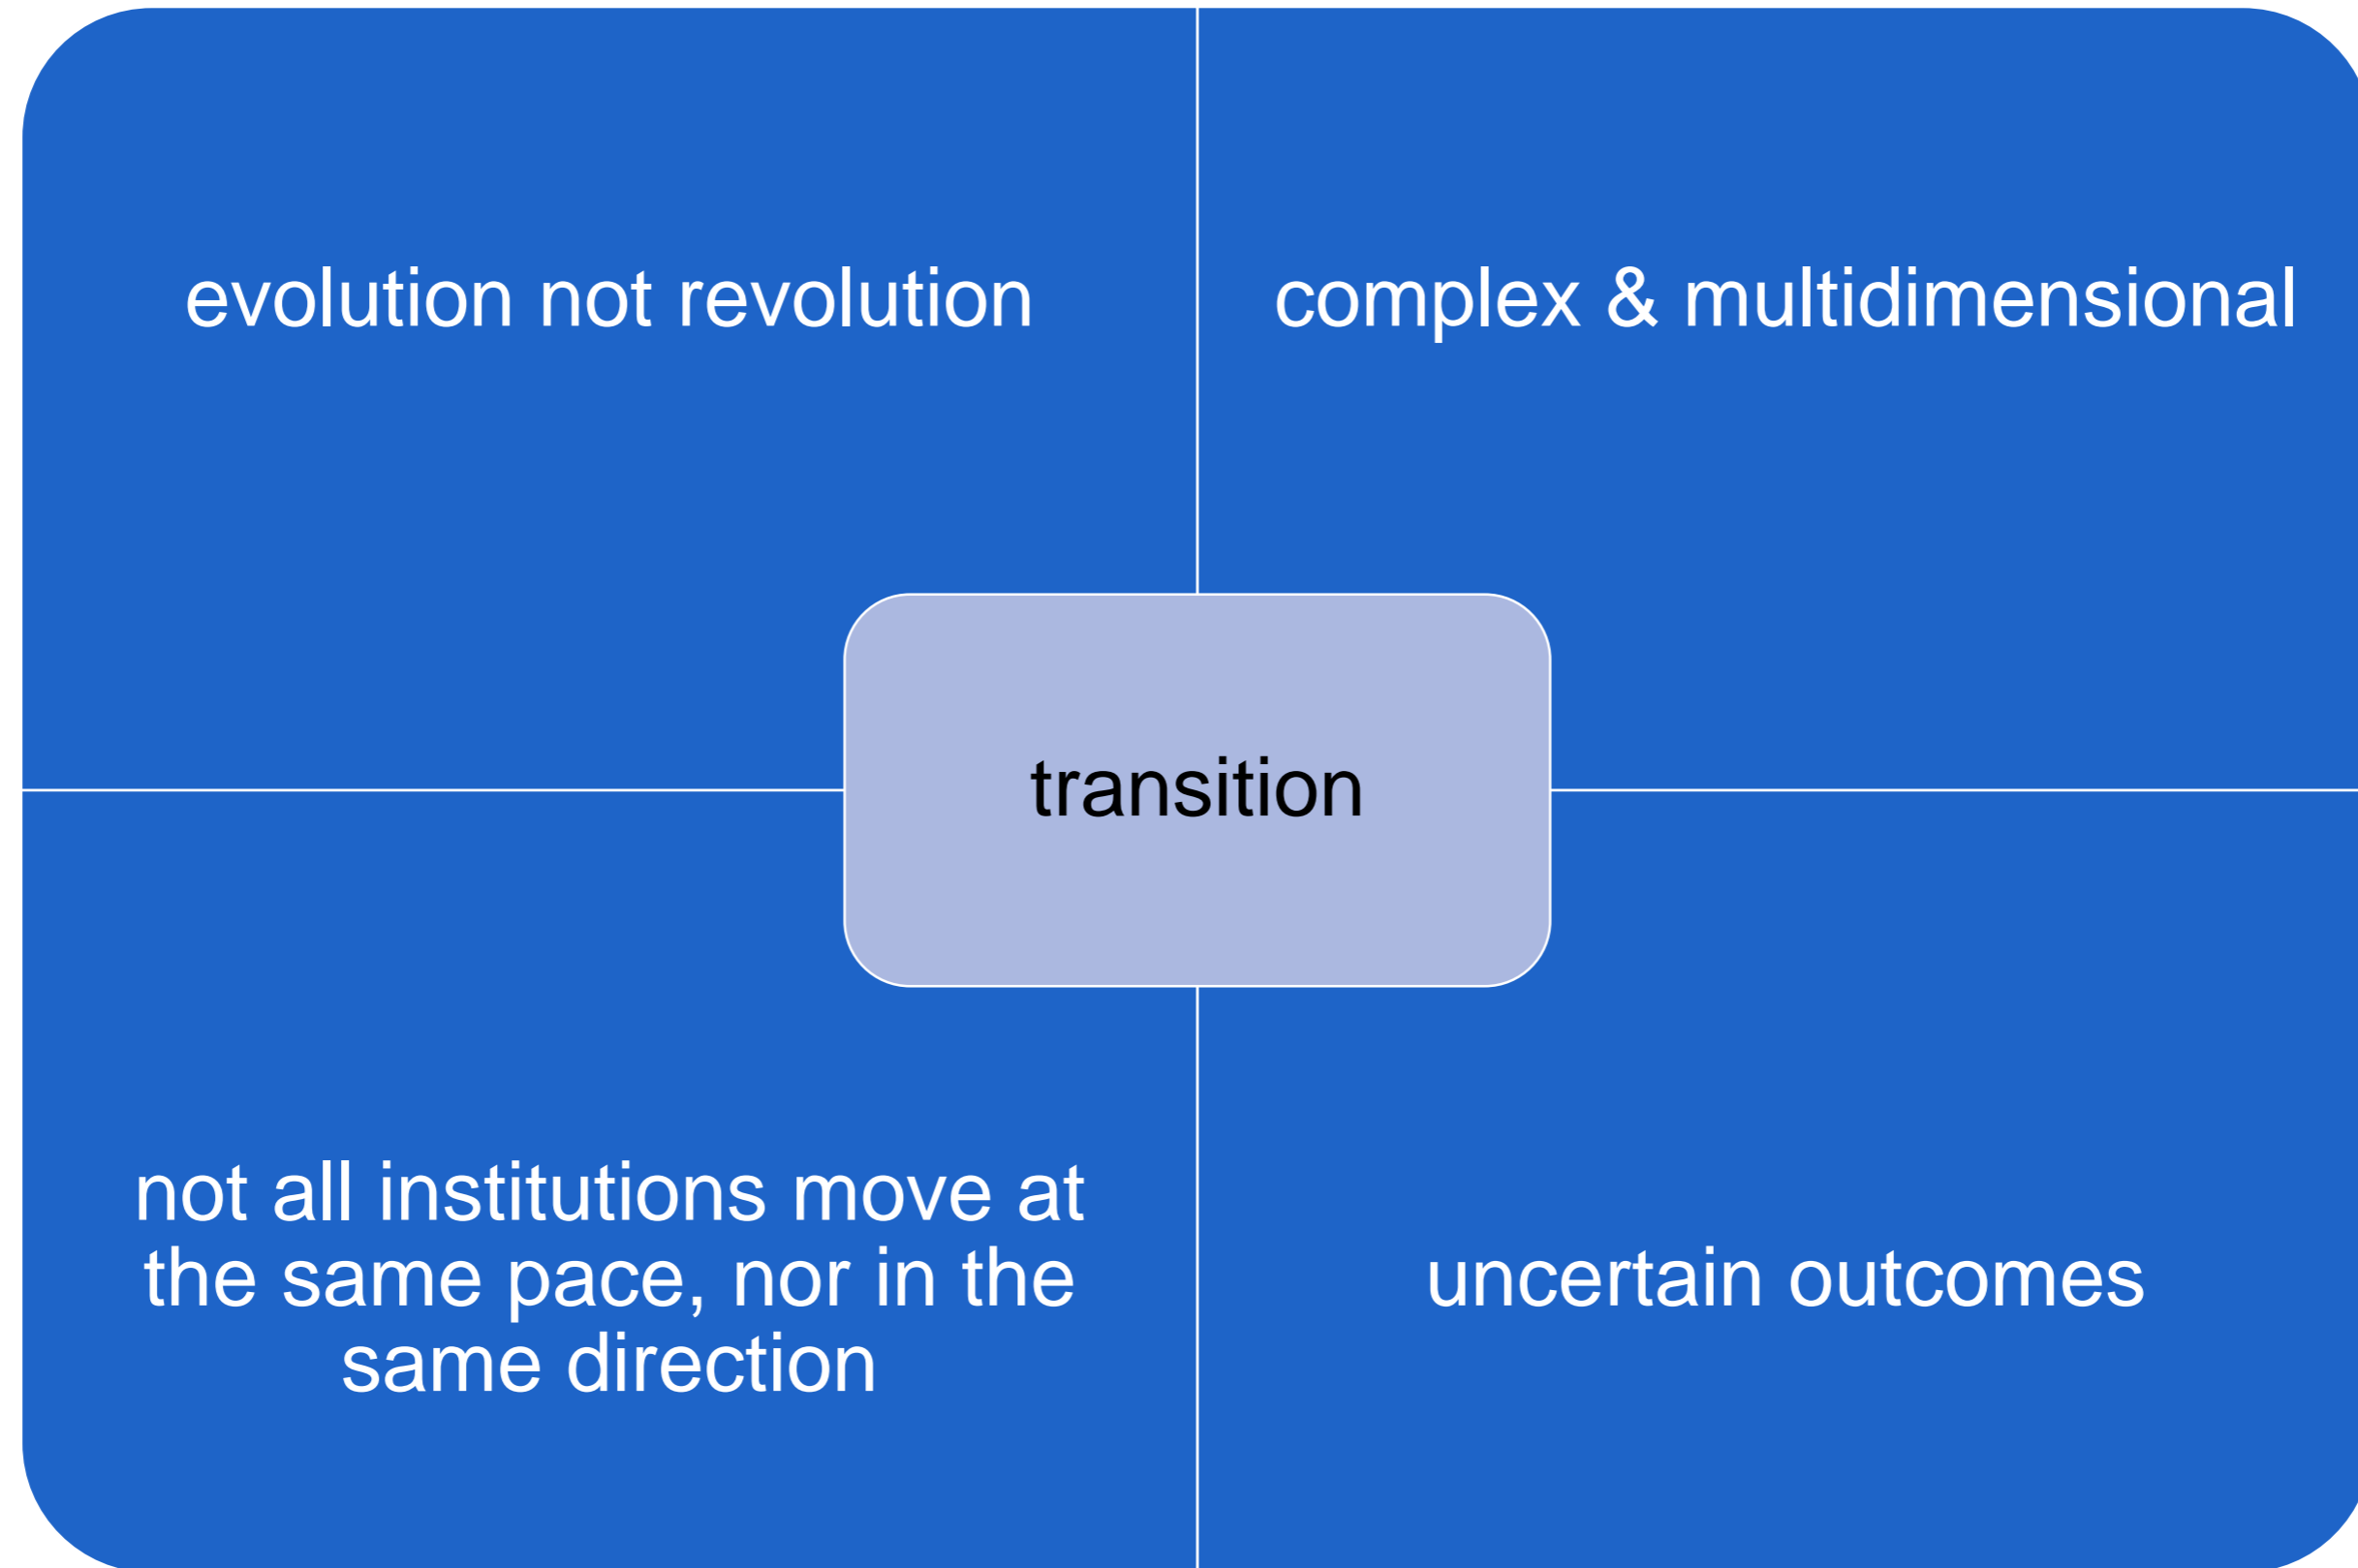 evolution not revolution
complex & multidimensional
transition
not all institutions move at
the same pace, nor in the
same direction
uncertain outcomes